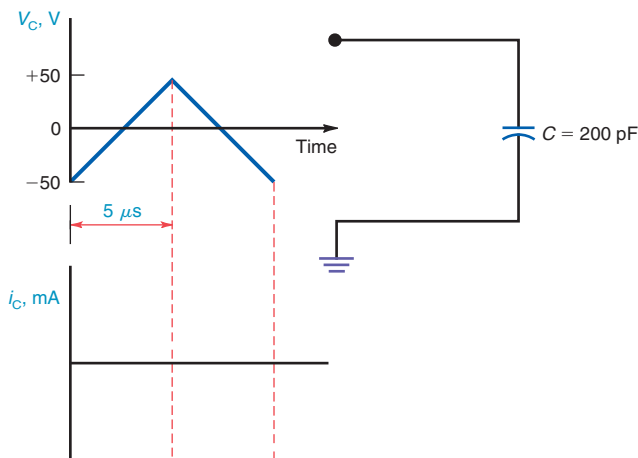 V_C, V
+50
0
Time
−50
5 μs
i_C, mA
C = 200 pF